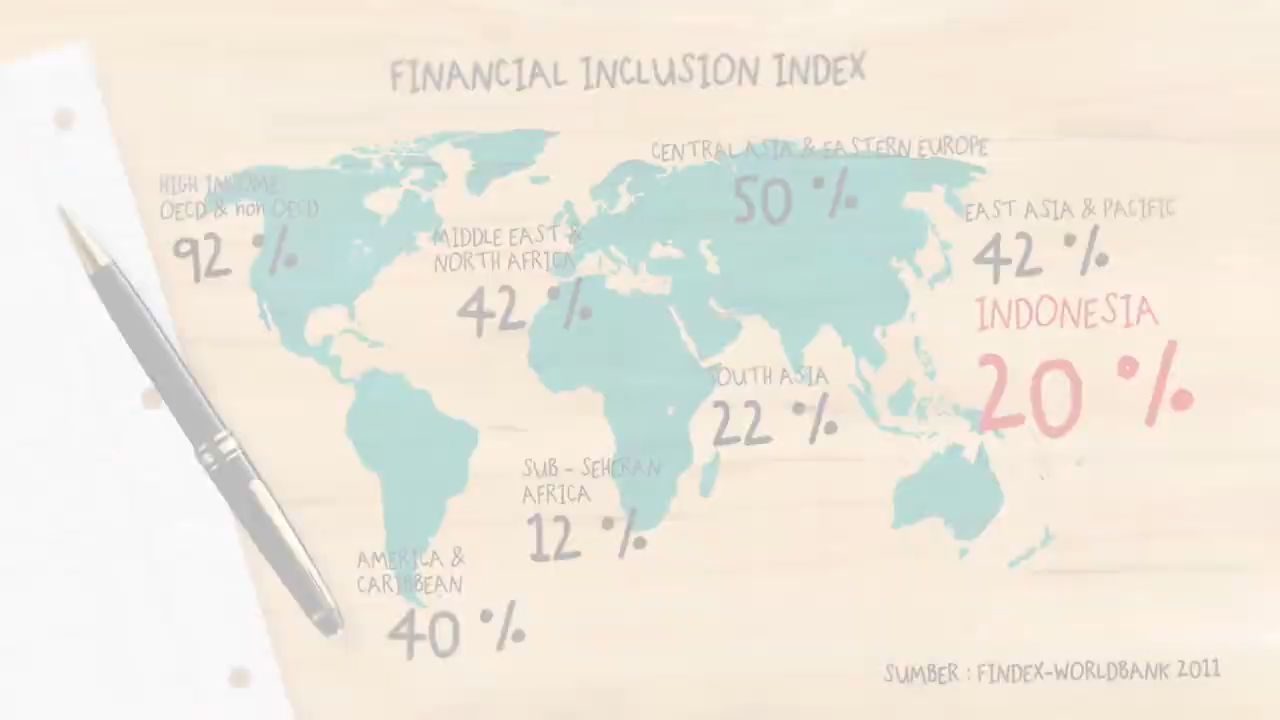 FINANCIAL INCLUSION INDEX
CENTRAL ASIA & EASTERN EUROPE
50 %
HIGH INCOME
OECD & non OECD
92 %
MIDDLE EAST &
NORTH AFRICA
42 %
EAST ASIA & PACIFIC
42 %
INDONESIA
20 %
SOUTH ASIA
22 %
SUB - SEHERAN
AFRICA
12 %
AMERICA &
CARIBBEAN
40 %
SUMBER : FINDEX-WORLDBANK 2011